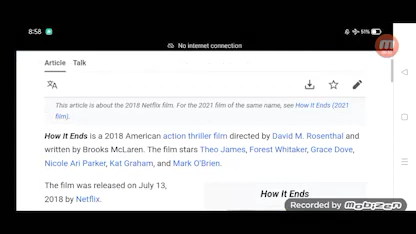 8:58 51%
No internet connection
Article Talk
This article is about the 2018 Netflix film. For the 2021 film of the same name, see How It Ends (2021
film).
How It Ends is a 2018 American action thriller film directed by David M. Rosenthal and
written by Brooks McLaren. The film stars Theo James, Forest Whitaker, Grace Dove,
Nicole Ari Parker, Kat Graham, and Mark O'Brien.
The film was released on July 13,
2018 by Netflix.
How It Ends
Recorded by mobizen